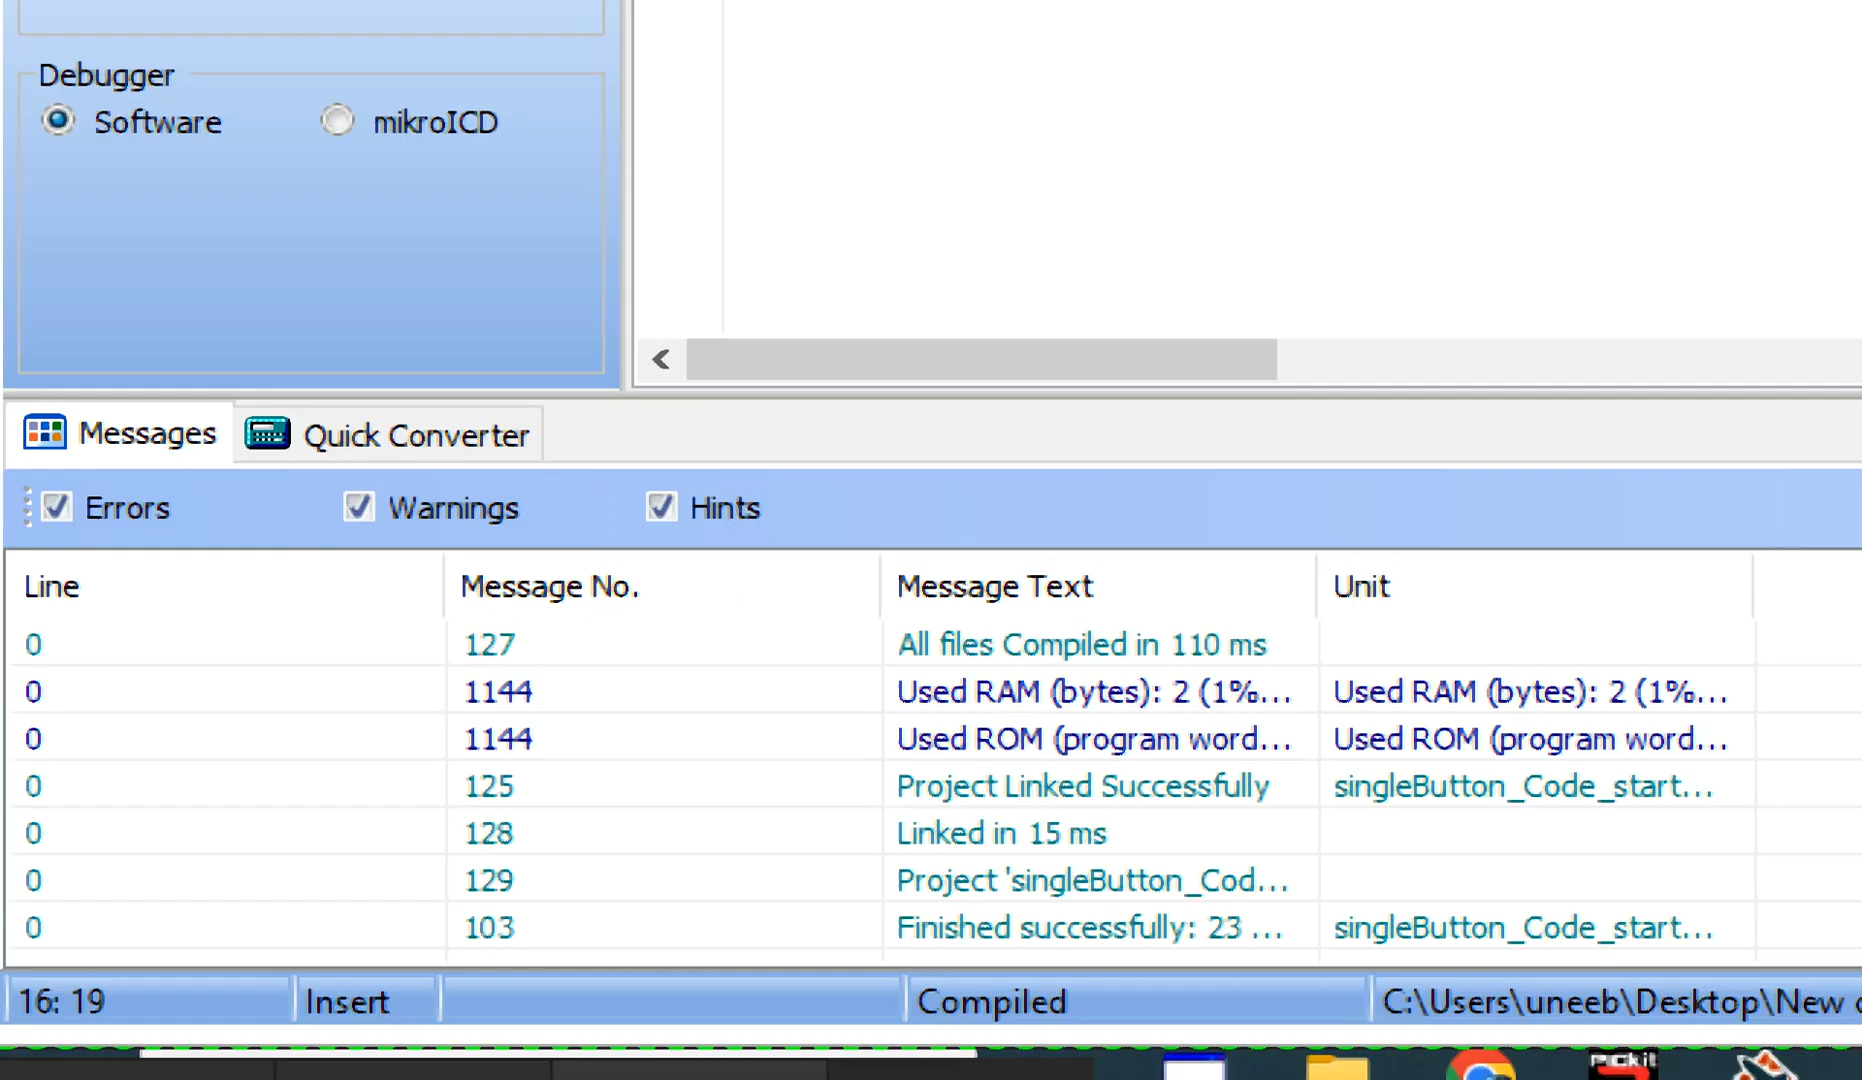 Debugger
Software mikroICD
Messages Quick Converter
Errors Warnings Hints
Line Message No. Message Text Unit
0 127 All files Compiled in 110 ms
0 1144 Used RAM (bytes): 2 (1%... Used RAM (bytes): 2 (1%...
0 1144 Used ROM (program word... Used ROM (program word...
0 125 Project Linked Successfully singleButton_Code_start...
0 128 Linked in 15 ms
0 129 Project 'singleButton_Cod...
0 103 Finished successfully: 23 ... singleButton_Code_start...
16: 19 Insert Compiled C:\Users\uneeb\Desktop\New